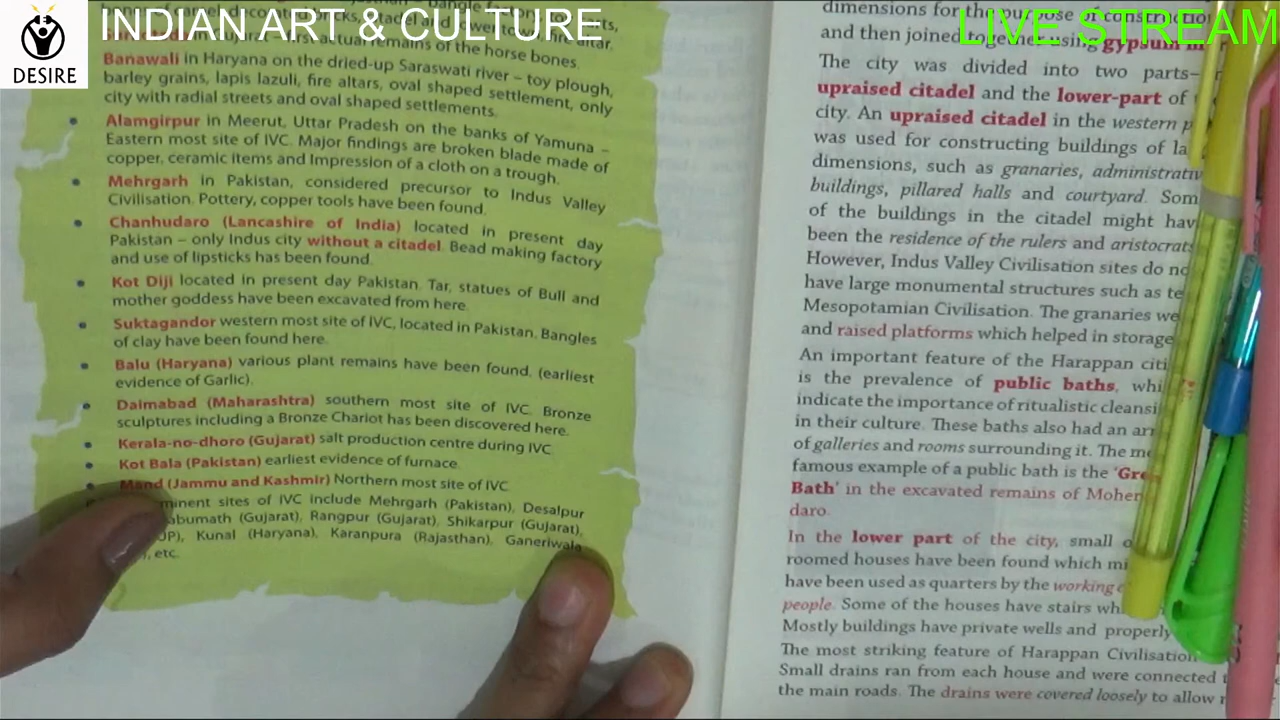 INDIAN ART & CULTURE
LIVE STREAM
DESIRE
actual remains of the horse bones.
Banawali in Haryana on the dried-up Saraswati river – toy plough,
barley grains, lapis lazuli, fire altars, oval shaped settlement, only
city with radial streets and oval shaped settlements.
• Alamgirpur in Meerut, Uttar Pradesh on the banks of Yamuna –
Eastern most site of IVC. Major findings are broken blade made of
copper, ceramic items and Impression of a cloth on a trough.
• Mehrgarh in Pakistan, considered precursor to Indus Valley
Civilisation. Pottery, copper tools have been found.
• Chanhudaro (Lancashire of India) located in present day
Pakistan – only Indus city without a citadel. Bead making factory
and use of lipsticks has been found.
• Kot Diji located in present day Pakistan. Tar, statues of Bull and
mother goddess have been excavated from here.
• Suktagandor western most site of IVC, located in Pakistan. Bangles
of clay have been found here.
• Balu (Haryana) various plant remains have been found. (earliest
evidence of Garlic).
• Daimabad (Maharashtra) southern most site of IVC. Bronze
sculptures including a Bronze Chariot has been discovered here.
• Kerala-no-dhoro (Gujarat) salt production centre during IVC.
• Kot Bala (Pakistan) earliest evidence of furnace.
• Mand (Jammu and Kashmir) Northern most site of IVC
sites of IVC include Mehrgarh (Pakistan), Desalpur
(Gujarat), Rangpur (Gujarat), Shikarpur (Gujarat),
Kunal (Haryana), Karanpura (Rajasthan), Ganeriwala
etc.
dimensions for the purpose of construction
and then joined together using gypsum
The city was divided into two parts–
upraised citadel and the lower-part of
city. An upraised citadel in the western
was used for constructing buildings of
dimensions, such as granaries,
buildings, pillared halls and courtyard.
of the buildings in the citadel might
been the residence of the rulers and
However, Indus Valley Civilisation sites do
have large monumental structures such as
Mesopotamian Civilisation. The granaries
and raised platforms which helped in storage
An important feature of the Harappan
is the prevalence of public baths,
indicate the importance of ritualistic
in their culture. These baths also had an
of galleries and rooms surrounding it. The
famous example of a public bath is the
Bath' in the excavated remains of
daro.
In the lower part of the city, small
roomed houses have been found which
have been used as quarters by the working
people. Some of the houses have stairs
Mostly buildings have private wells and properly
The most striking feature of Harappan Civilisation
Small drains ran from each house and were connected
the main roads. The drains were covered loosely to allow